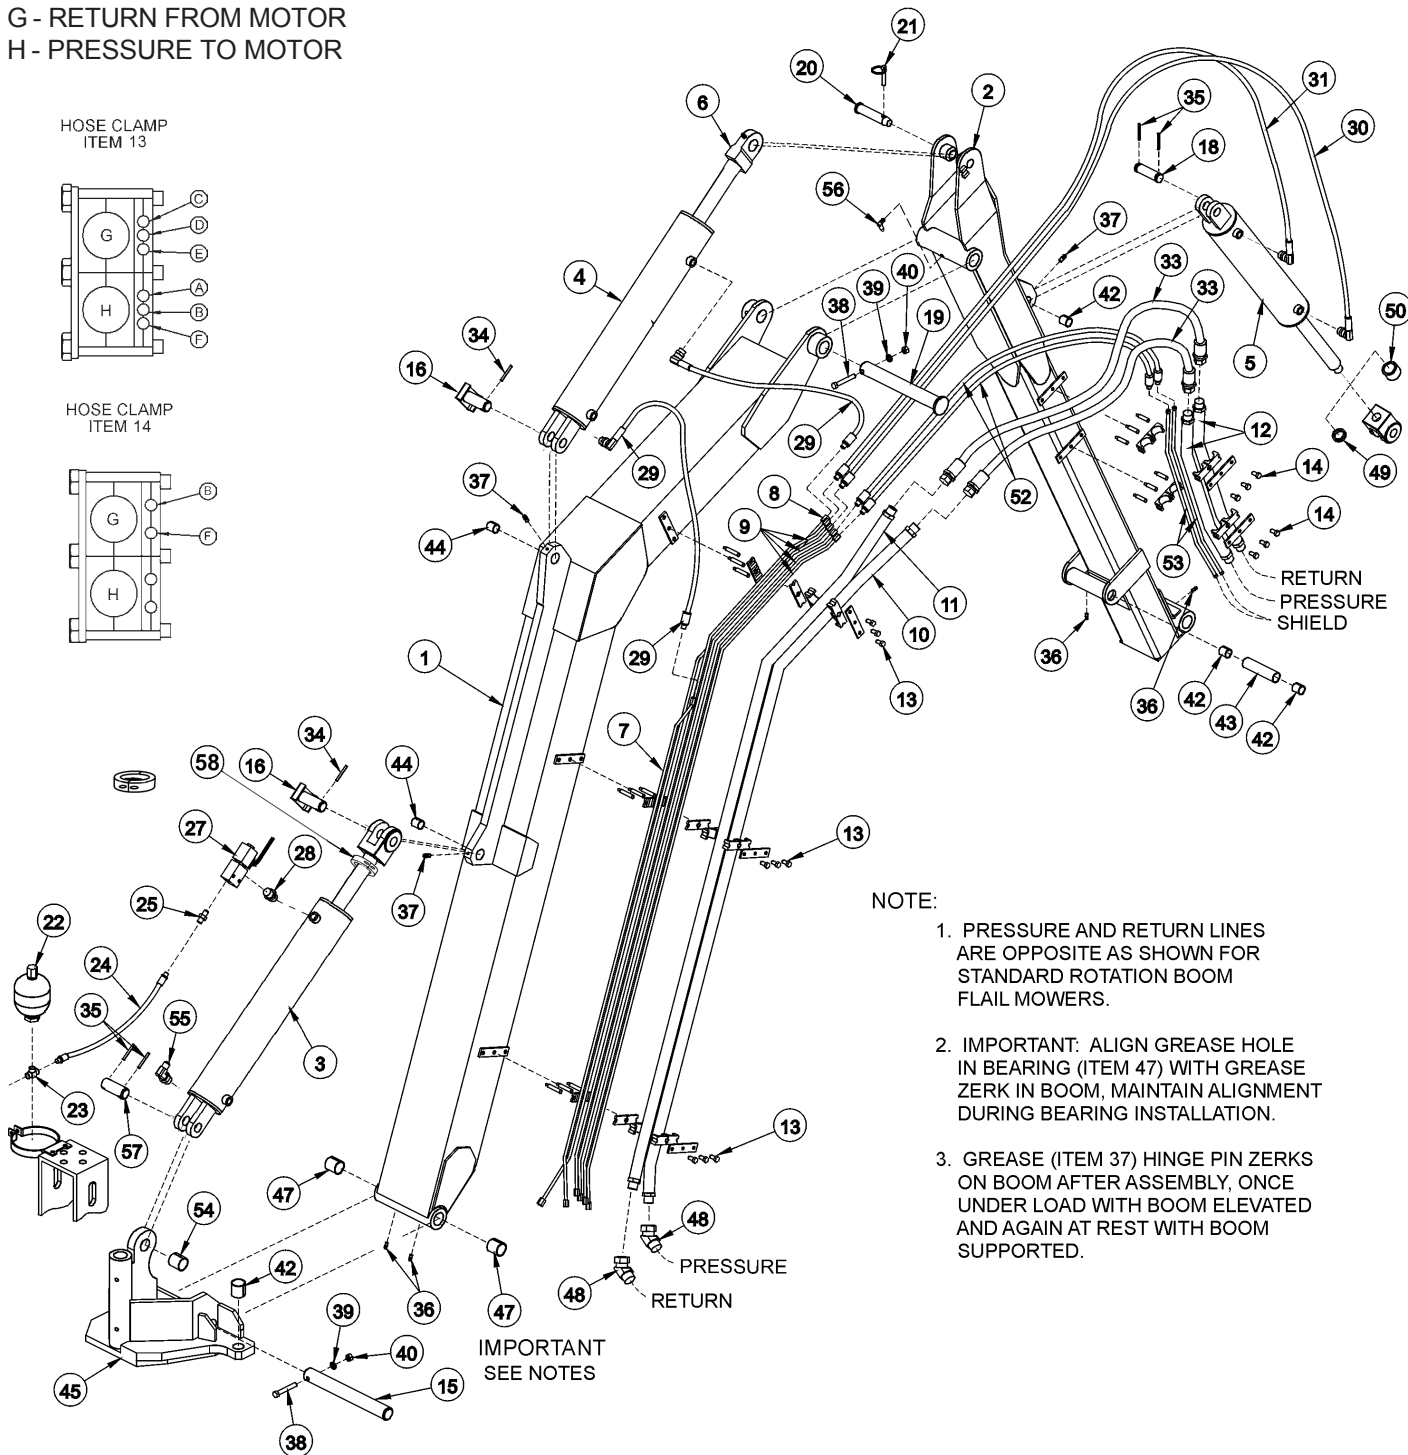 G - RETURN FROM MOTOR
H - PRESSURE TO MOTOR
HOSE CLAMP
ITEM 13
G
H
C
D
E
A
B
F
HOSE CLAMP
ITEM 14
G
H
B
F
21
20
2
6
35
31
30
18
56
37
4
33
33
39
40
42
38
19
50
34
5
16
29
12
49
29
52
14
37
8
9
44
14
53
11
RETURN
PRESSURE
SHIELD
10
29
36
1
13
42
36
43
42
34
7
58
16
44
27
28
13
37
25
22
24
35
55
3
23
57
13
47
54
48
PRESSURE
42
48
RETURN
36
47
39
40
IMPORTANT
SEE NOTES
45
15
38
NOTE:
1. PRESSURE AND RETURN LINES
ARE OPPOSITE AS SHOWN FOR
STANDARD ROTATION BOOM
FLAIL MOWERS.
2. IMPORTANT: ALIGN GREASE HOLE
IN BEARING (ITEM 47) WITH GREASE
ZERK IN BOOM, MAINTAIN ALIGNMENT
DURING BEARING INSTALLATION.
3. GREASE (ITEM 37) HINGE PIN ZERKS
ON BOOM AFTER ASSEMBLY, ONCE
UNDER LOAD WITH BOOM ELEVATED
AND AGAIN AT REST WITH BOOM
SUPPORTED.